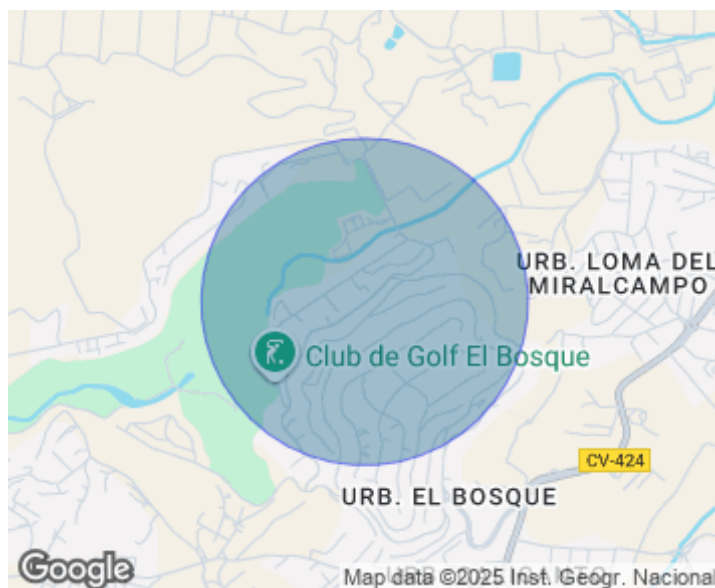 URB. LOMA DEL
MIRALCAMPO
Club de Golf El Bosque
CV-424
URB. EL BOSQUE
Google
Map data ©2025 Inst. Geogr. Nacional